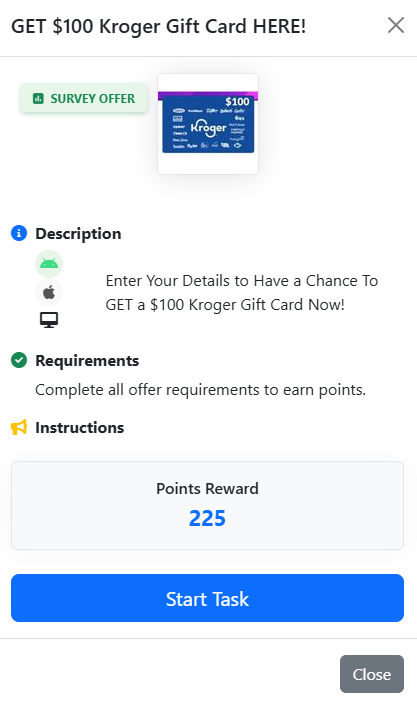 GET $100 Kroger Gift Card HERE!
SURVEY OFFER
$100
Kroger
Description
Enter Your Details to Have a Chance To
GET a $100 Kroger Gift Card Now!
Requirements
Complete all offer requirements to earn points.
Instructions
Points Reward
225
Start Task
Close